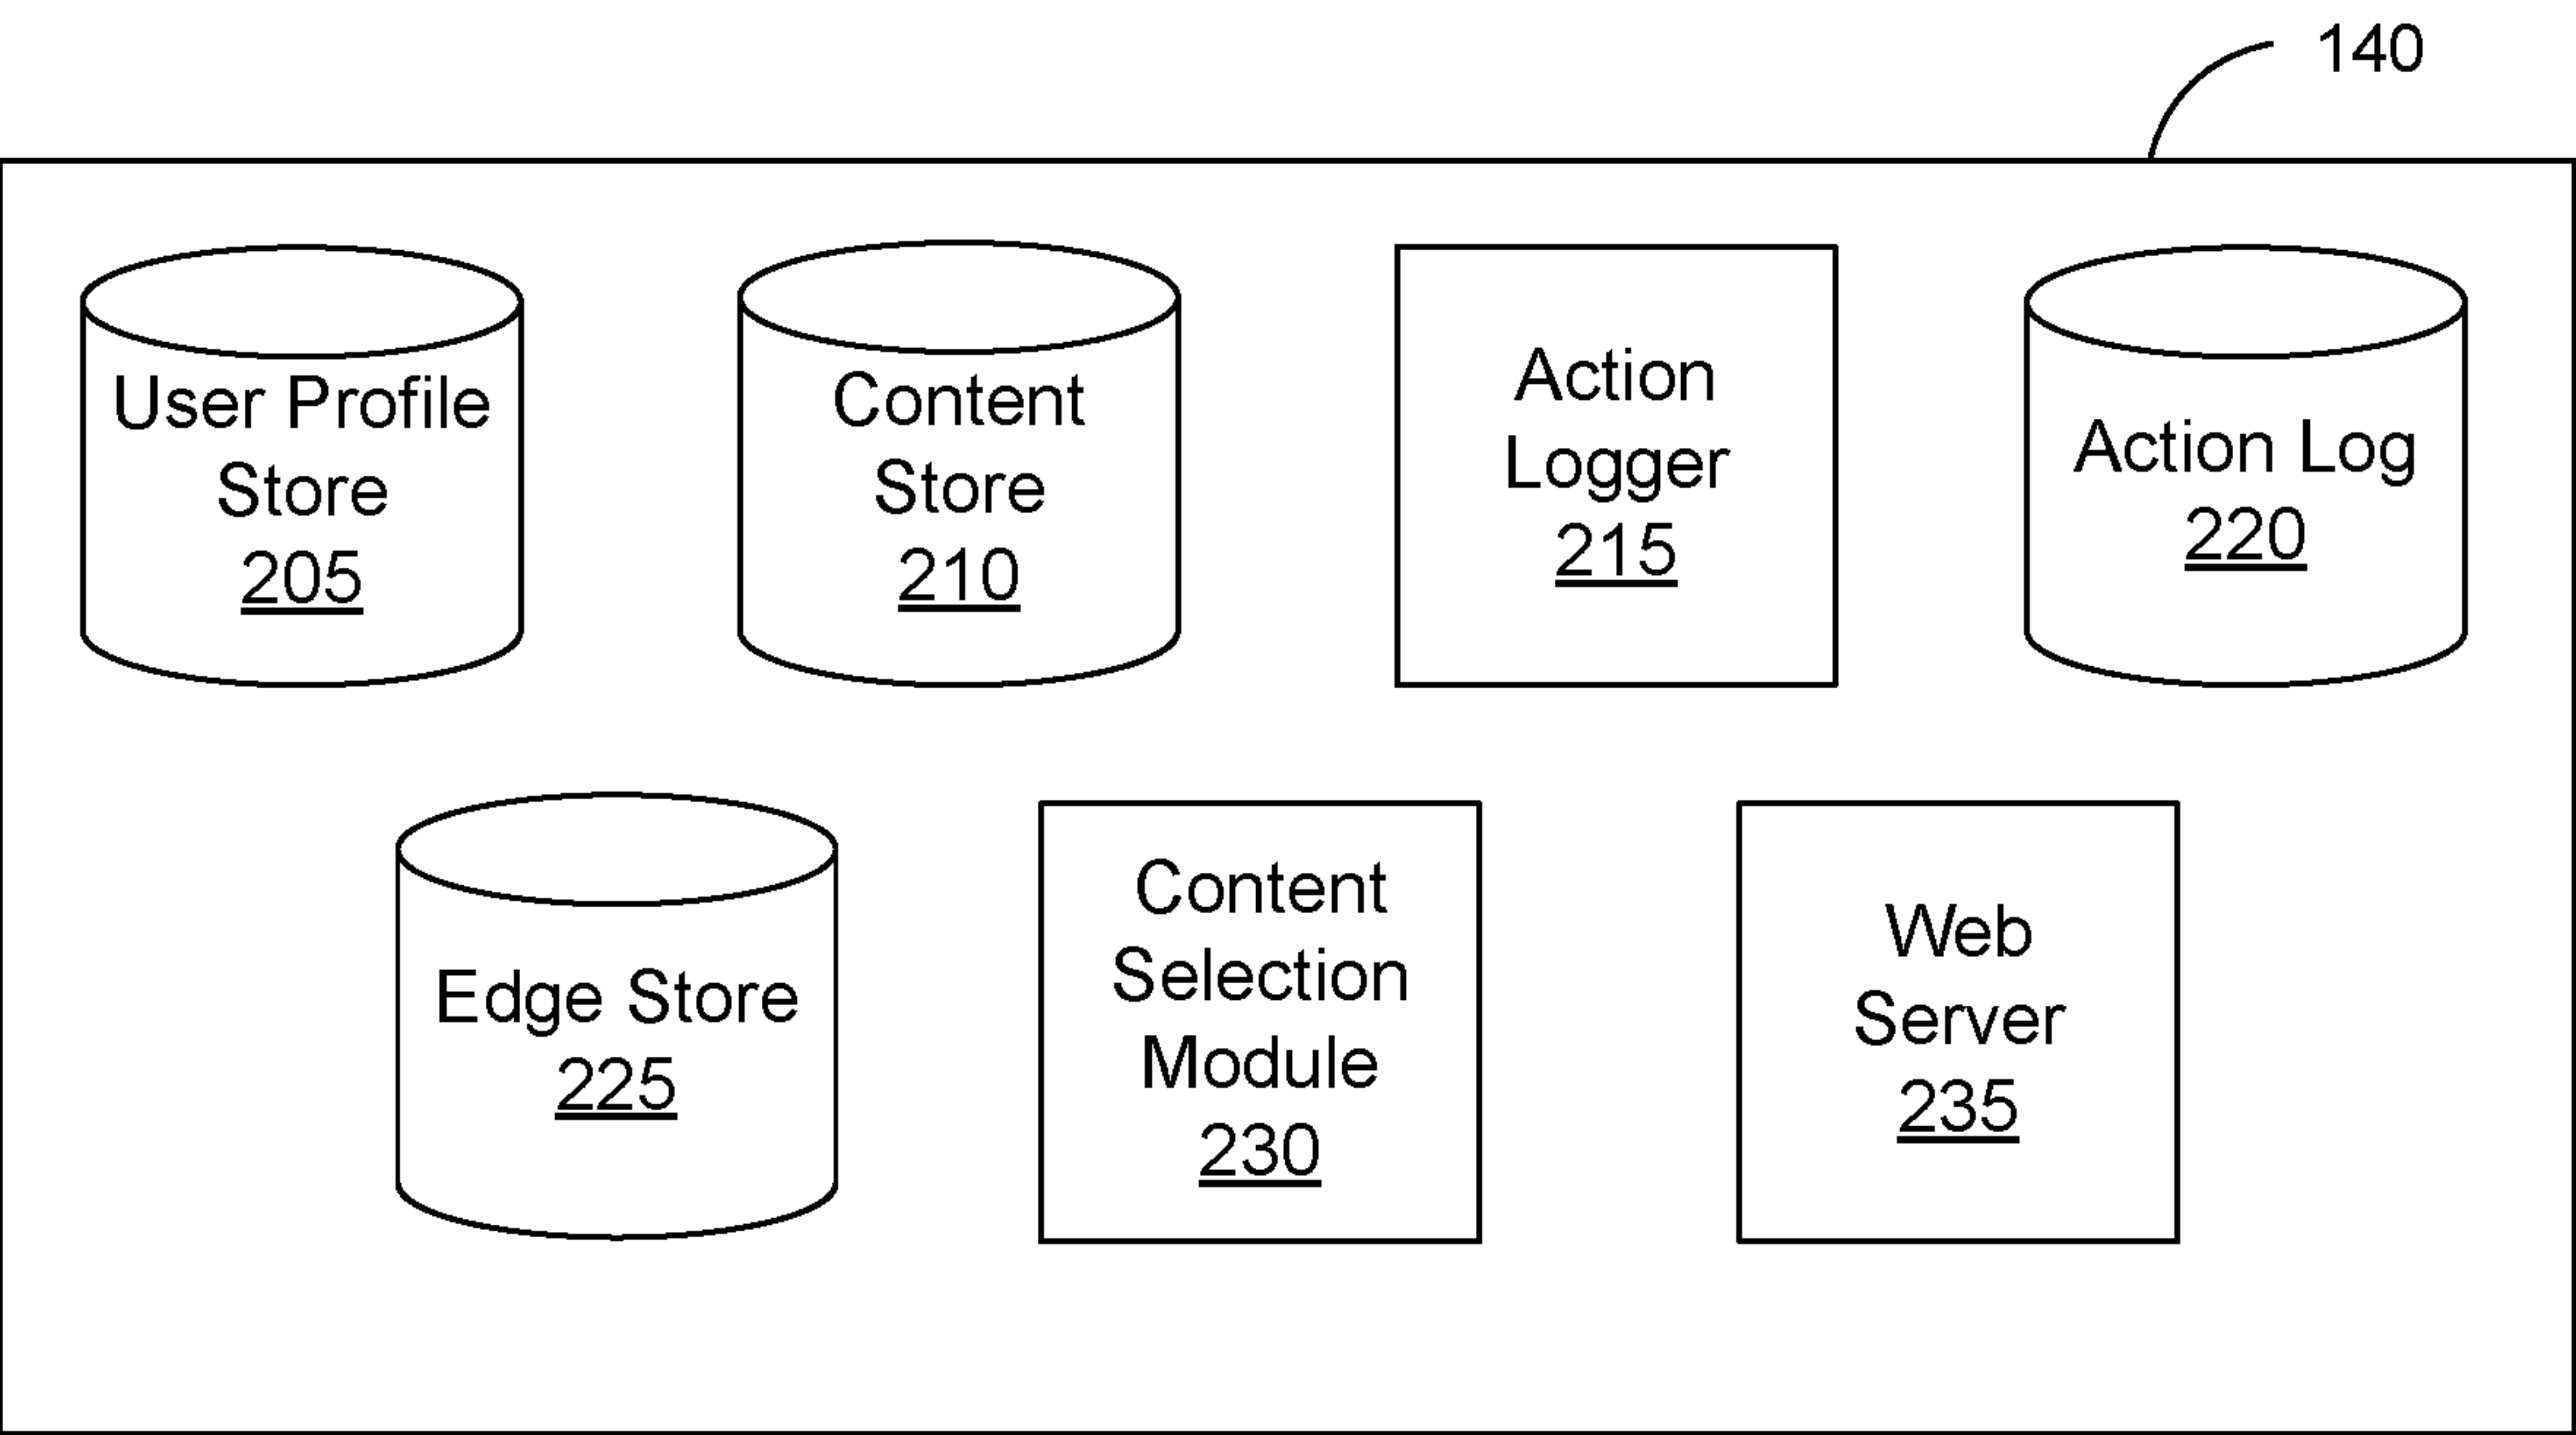 140
User Profile
Store
205
Content
Store
210
Action
Logger
215
Action Log
220
Edge Store
225
Content
Selection
Module
230
Web
Server
235